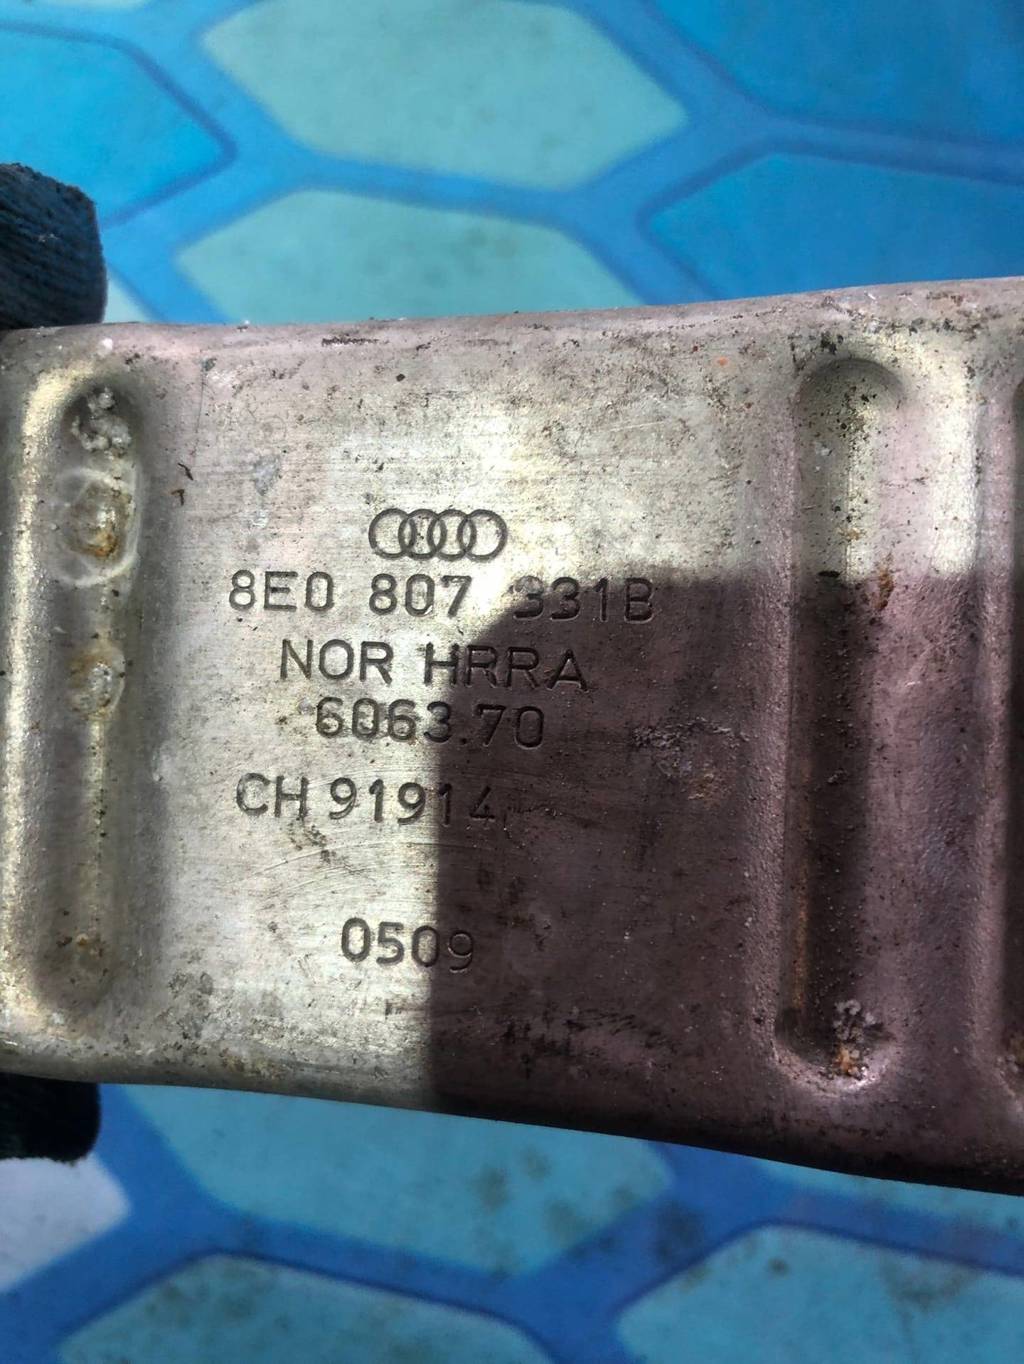 8E0 807 331B
NOR HRRA
6063.70
CH 91914
0509